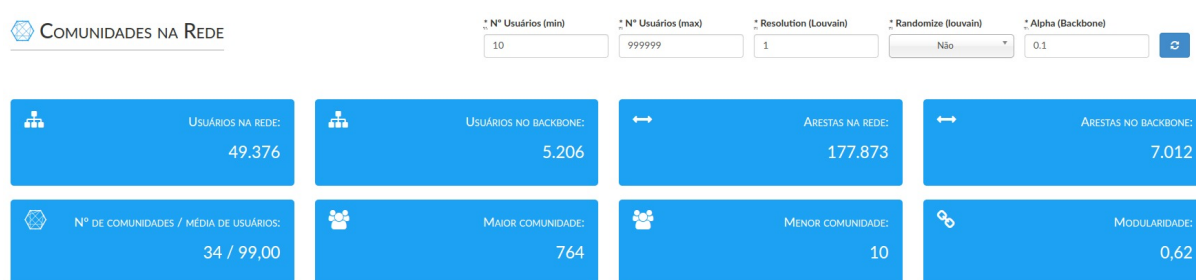 Comunidades na Rede
* Nº Usuários (min)
* Nº Usuários (max)
* Resolution (Louvain)
* Randomize (louvain)
* Alpha (Backbone)
10
999999
1
Não
0.1
Usuários na rede:
49.376
Usuários no backbone:
5.206
Arestas na rede:
177.873
Arestas no backbone:
7.012
Nº de comunidades / média de usuários:
34 / 99,00
Maior comunidade:
764
Menor comunidade:
10
Modularidade:
0,62